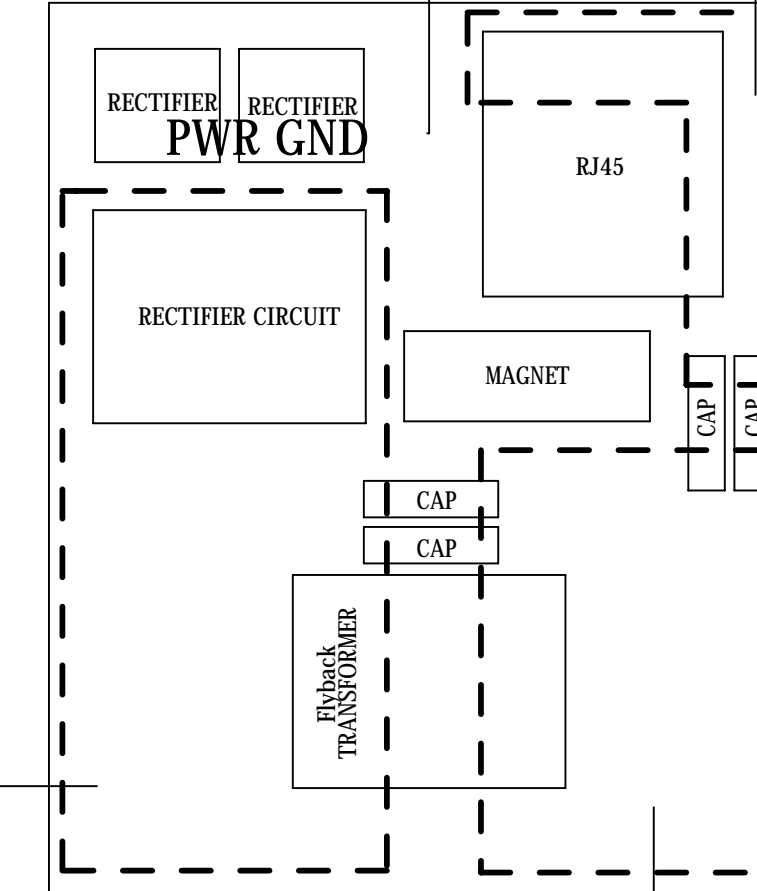 RECTIFIER
RECTIFIER
PWR GND
RJ45
RECTIFIER CIRCUIT
MAGNET
CAP
CAP
CAP
CAP
Flyback
TRANSFORMER